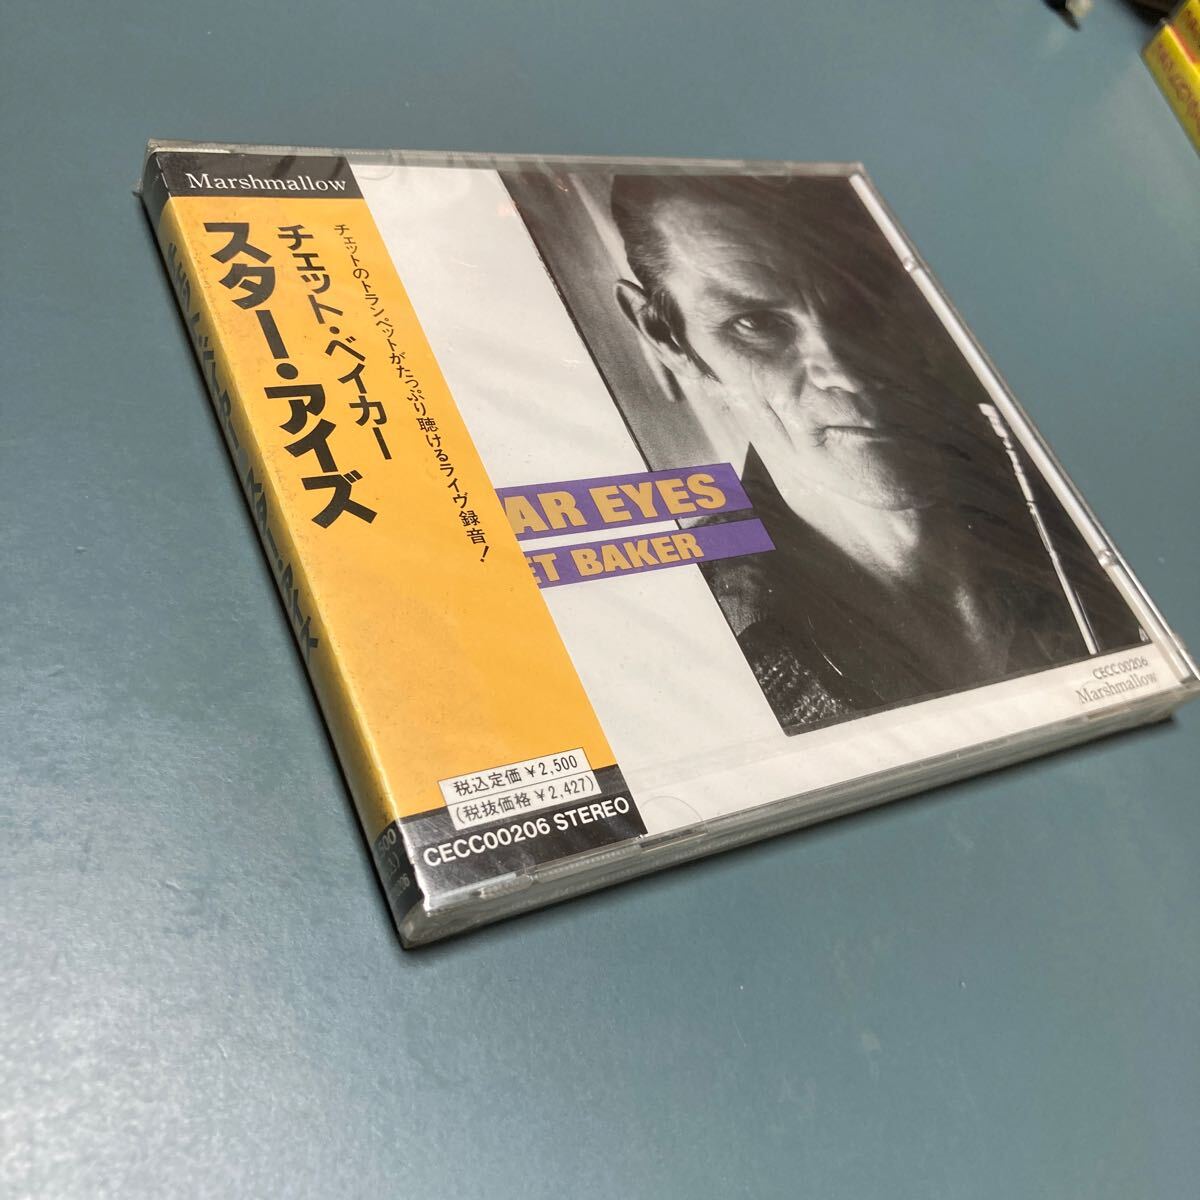 Marshmallow
チェットのトランペットがたっぷり聴けるライヴ録音!
チェット・ベイカー
スター・アイズ
AR EYES
ET BAKER
CECC00206
Marshmallow
税込定価¥2,500
(税抜価格¥2,427)
CECC00206 STEREO